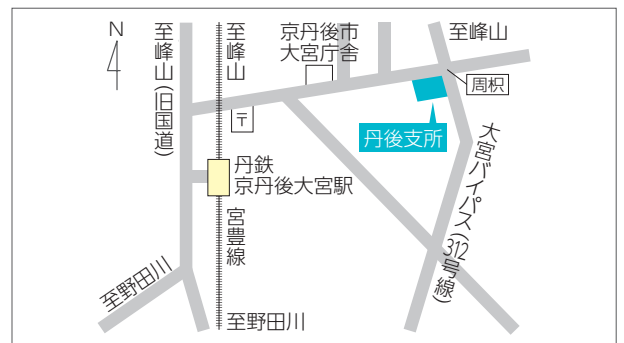 N
至峰山(旧国道)
至峰山
京丹後市
大宮庁舎
至峰山
周枳
〒
丹後支所
丹鉄
京丹後大宮駅
宮豊線
大宮バイパス(312号線)
至野田川
至野田川